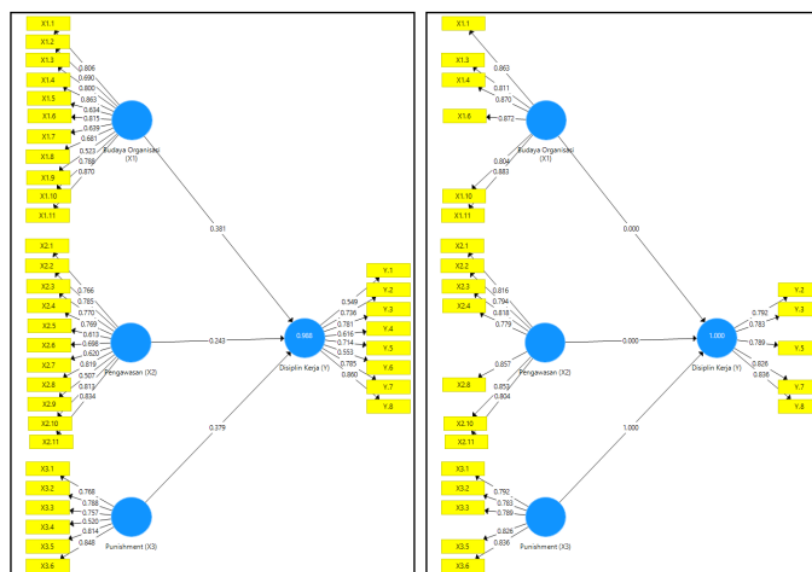 X1.1
X1.2
X1.3
X1.4
X1.5
X1.6
X1.7
X1.8
X1.9
X1.10
X1.11
0.806
0.690
0.800
0.863
0.634
0.815
0.639
0.681
0.523
0.788
0.870
Budaya Organisasi
(X1)
0.381
X2.1
X2.2
X2.3
X2.4
X2.5
X2.6
X2.7
X2.8
X2.9
X2.10
X2.11
0.766
0.785
0.770
0.769
0.613
0.698
0.620
0.819
0.507
0.813
0.834
Pengawasan (X2)
0.243
X3.1
X3.2
X3.3
X3.4
X3.5
X3.6
0.768
0.788
0.757
0.520
0.814
0.848
Punishment (X3)
0.379
0.988
Disiplin Kerja (Y)
0.549
0.736
0.781
0.616
0.714
0.553
0.785
0.860
Y.1
Y.2
Y.3
Y.4
Y.5
Y.6
Y.7
Y.8
X1.1
X1.3
X1.4
X1.6
X1.10
X1.11
0.863
0.811
0.870
0.872
0.804
0.883
Budaya Organisasi
(X1)
0.000
X2.1
X2.2
X2.3
X2.4
X2.8
X2.10
X2.11
0.816
0.794
0.818
0.779
0.857
0.853
0.804
Pengawasan (X2)
0.000
X3.1
X3.2
X3.3
X3.5
X3.6
0.792
0.783
0.789
0.826
0.836
Punishment (X3)
1.000
1.000
Disiplin Kerja (Y)
0.792
0.783
0.789
0.826
0.836
Y.2
Y.3
Y.5
Y.7
Y.8